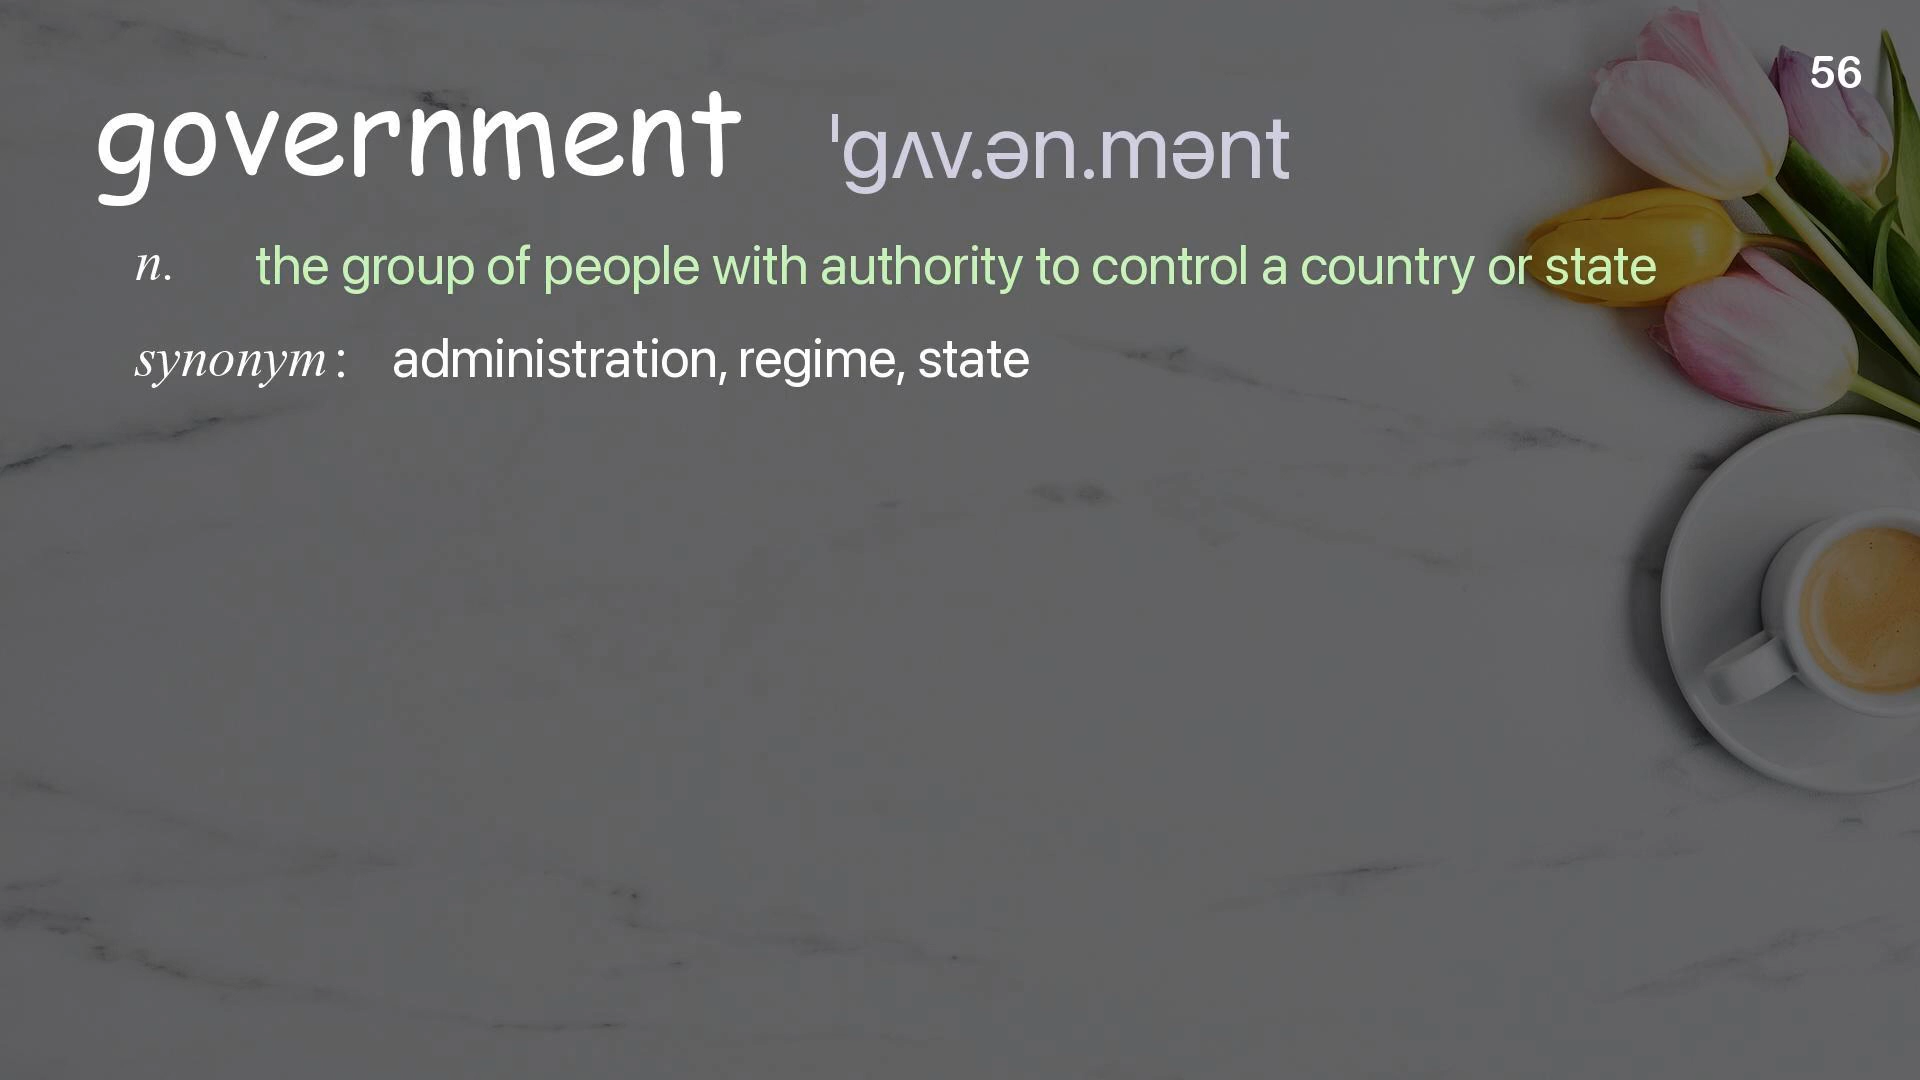 56
government ˈɡʌv.ən.mənt
n. the group of people with authority to control a country or state
synonym: administration, regime, state